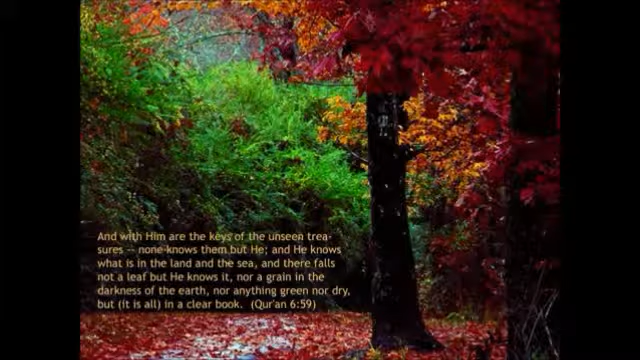 And with Him are the keys of the unseen trea-
sures -- none knows them but He; and He knows
what is in the land and the sea, and there falls
not a leaf but He knows it, nor a grain in the
darkness of the earth, nor anything green nor dry,
but (it is all) in a clear book. (Qur'an 6:59)